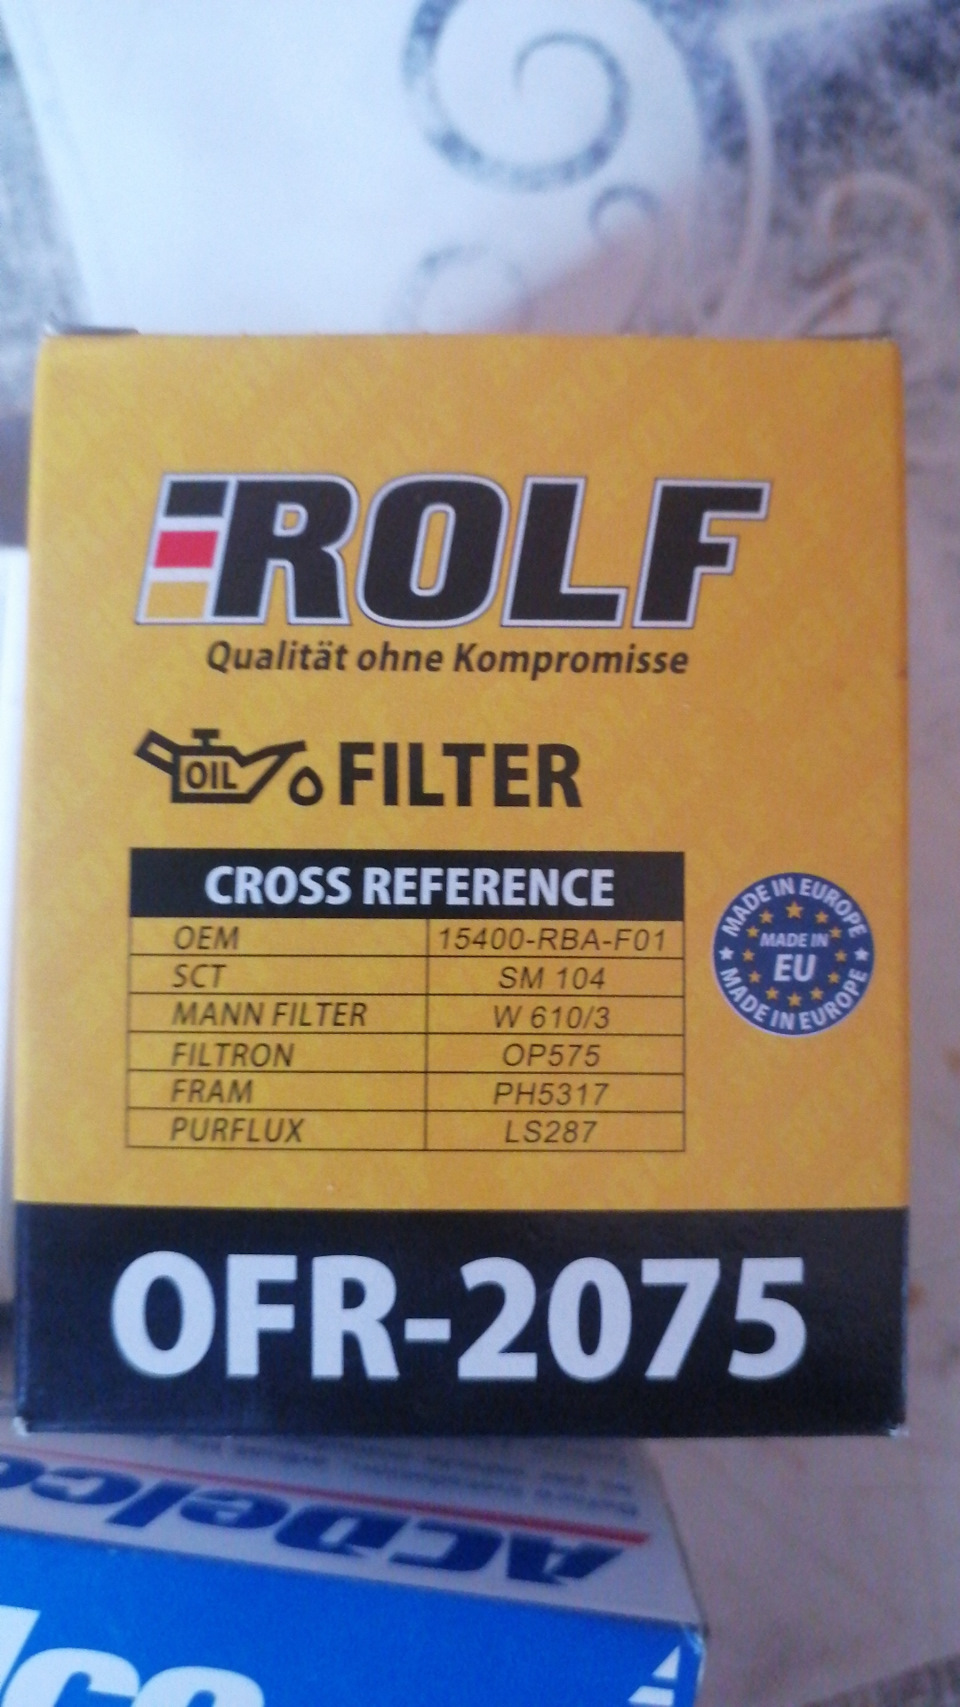 ROLF
Qualität ohne Kompromisse
OIL FILTER
CROSS REFERENCE
OEM 15400-RBA-F01
SCT SM 104
MANN FILTER W 610/3
FILTRON OP575
FRAM PH5317
PURFLUX LS287
MADE IN EUROPE
MADE IN
EU
MADE IN EUROPE
OFR-2075
ACDelco
lco